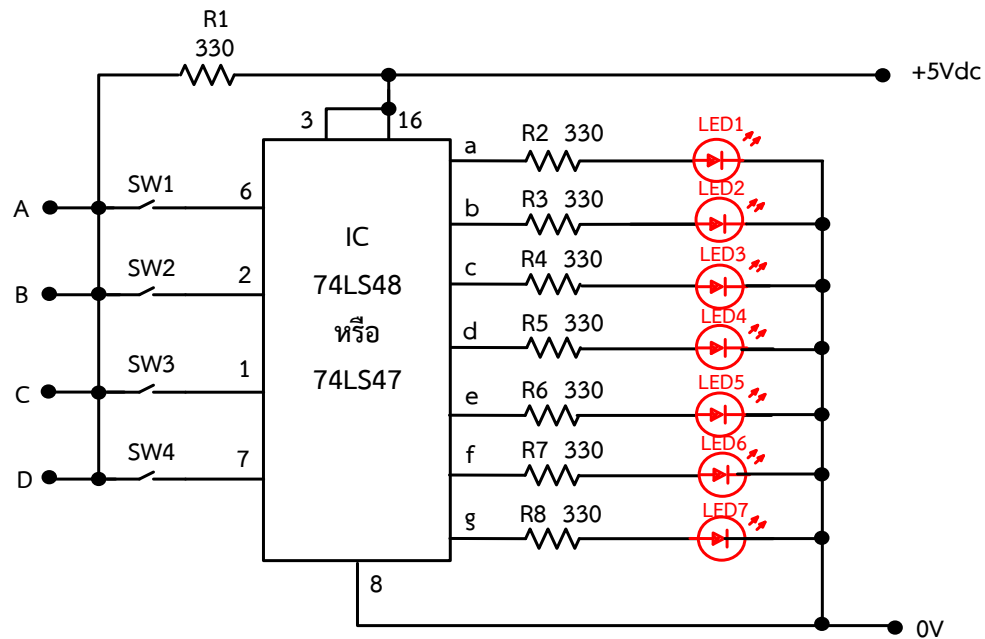 R1
330
+5Vdc
3
16
A
SW1
6
B
SW2
2
C
SW3
1
D
SW4
7
IC
74LS48
หรือ
74LS47
a
R2 330
LED1
b
R3 330
LED2
c
R4 330
LED3
d
R5 330
LED4
e
R6 330
LED5
f
R7 330
LED6
g
R8 330
LED7
8
0V